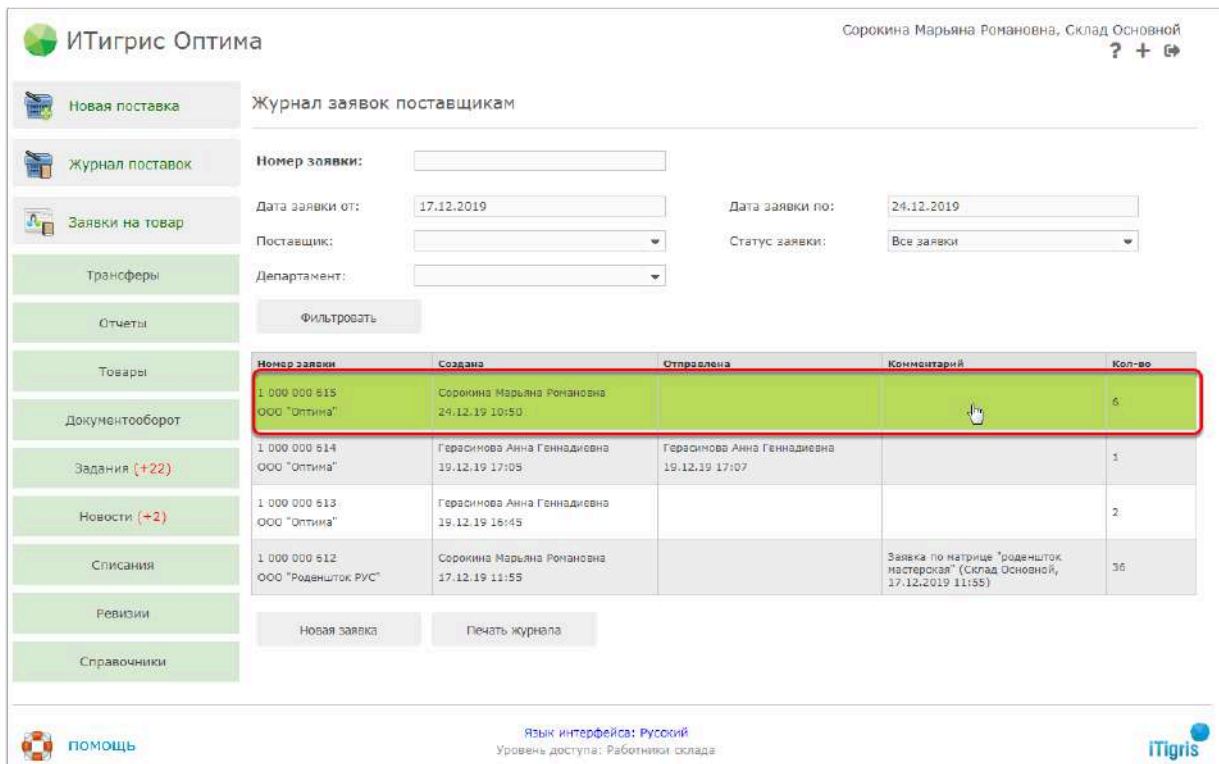 ИТигрис Оптима
Сорокина Марьяна Романовна, Склад Основной
? +
Новая поставка
Журнал поставок
Заявки на товар
Трансферы
Отчеты
Товары
Документооборот
Задания (+22)
Новости (+2)
Списания
Ревизии
Справочники
Журнал заявок поставщикам
Номер заявки:
Дата заявки от: 17.12.2019 Дата заявки по: 24.12.2019
Поставщик: Статус заявки: Все заявки
Департамент:
Фильтровать
Номер заявки Создана Отправлена Комментарий Кол-во
1 000 000 615 Сорокина Марьяна Романовна 6
ООО "Оптима" 24.12.19 10:50
1 000 000 614 Герасимова Анна Геннадиевна Герасимова Анна Геннадиевна 1
ООО "Оптима" 19.12.19 17:05 19.12.19 17:07
1 000 000 613 Герасимова Анна Геннадиевна 2
ООО "Оптима" 19.12.19 16:45
1 000 000 612 Сорокина Марьяна Романовна Заявка по матрице "роденшток 36
ООО "Роденшток РУС" 17.12.19 11:55 мастерская" (Склад Основной,
17.12.2019 11:55)
Новая заявка Печать журнала
ПОМОЩЬ
Язык интерфейса: Русский
Уровень доступа: Работники склада
iTigris